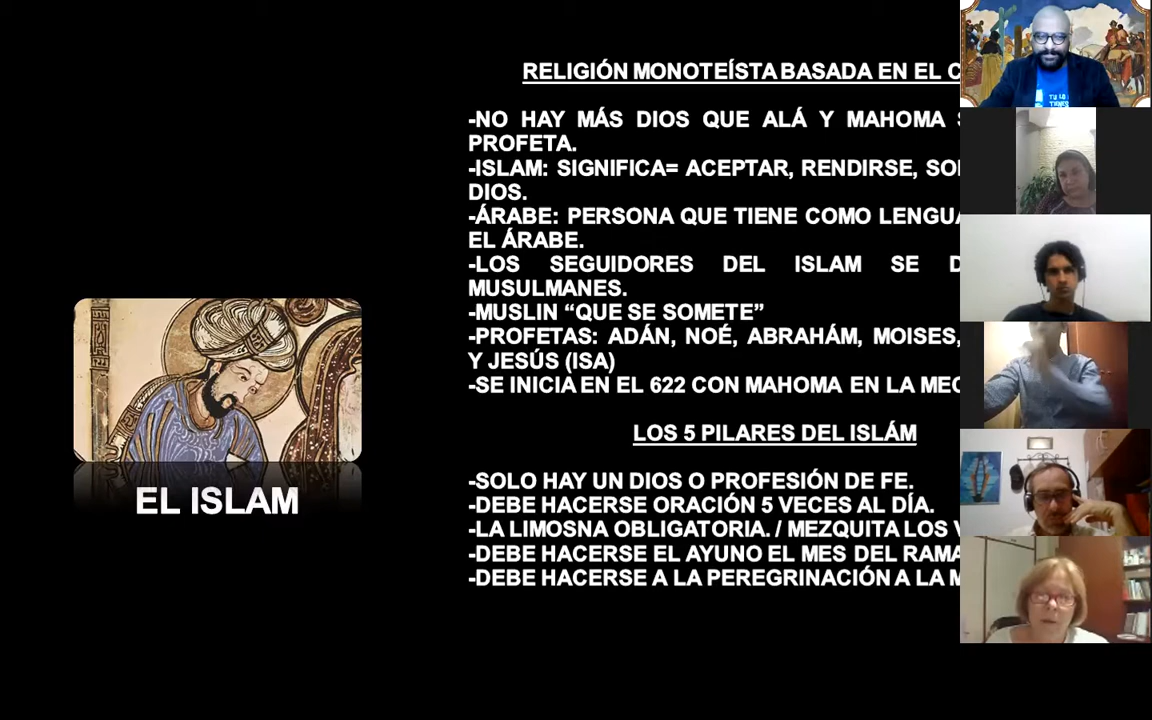 RELIGIÓN MONOTEÍSTA BASADA EN EL
-NO HAY MÁS DIOS QUE ALÁ Y MAHOMA
PROFETA.
-ISLAM: SIGNIFICA= ACEPTAR, RENDIRSE,
DIOS.
-ÁRABE: PERSONA QUE TIENE COMO LENGUA
EL ÁRABE.
-LOS SEGUIDORES DEL ISLAM SE
MUSULMANES.
-MUSLIN “QUE SE SOMETE”
-PROFETAS: ADÁN, NOÉ, ABRAHÁM, MOISES,
Y JESÚS (ISA)
-SE INICIA EN EL 622 CON MAHOMA EN LA
LOS 5 PILARES DEL ISLÁM
-SOLO HAY UN DIOS O PROFESIÓN DE FE.
-DEBE HACERSE ORACIÓN 5 VECES AL DÍA.
-LA LIMOSNA OBLIGATORIA. / MEZQUITA LOS
-DEBE HACERSE EL AYUNO EL MES DEL
-DEBE HACERSE A LA PEREGRINACIÓN A LA
EL ISLAM
TU LO
TIENES